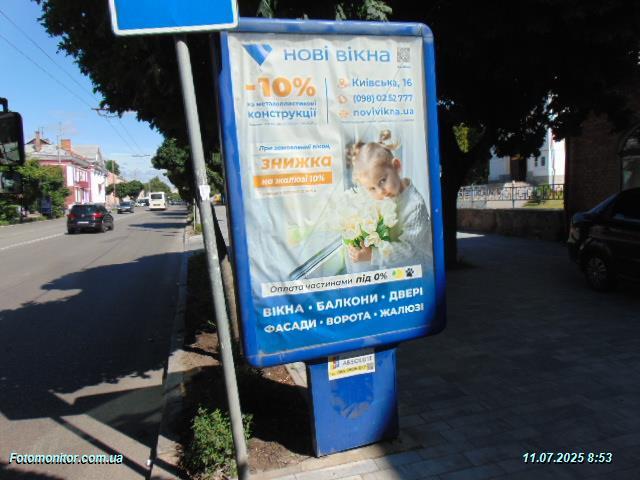 НОВІ ВІКНА
-10%
на металопластикові
конструкції
Київська, 16
(098) 02 52 777
novivikna.ua
При замовленні вікон,
ЗНИЖКА
на жалюзі 10%
Оплата частинами під 0%
ВІКНА • БАЛКОНИ • ДВЕРІ
ФАСАДИ • ВОРОТА • ЖАЛЮЗІ
Fotomonitor.com.ua
11.07.2025 8:53